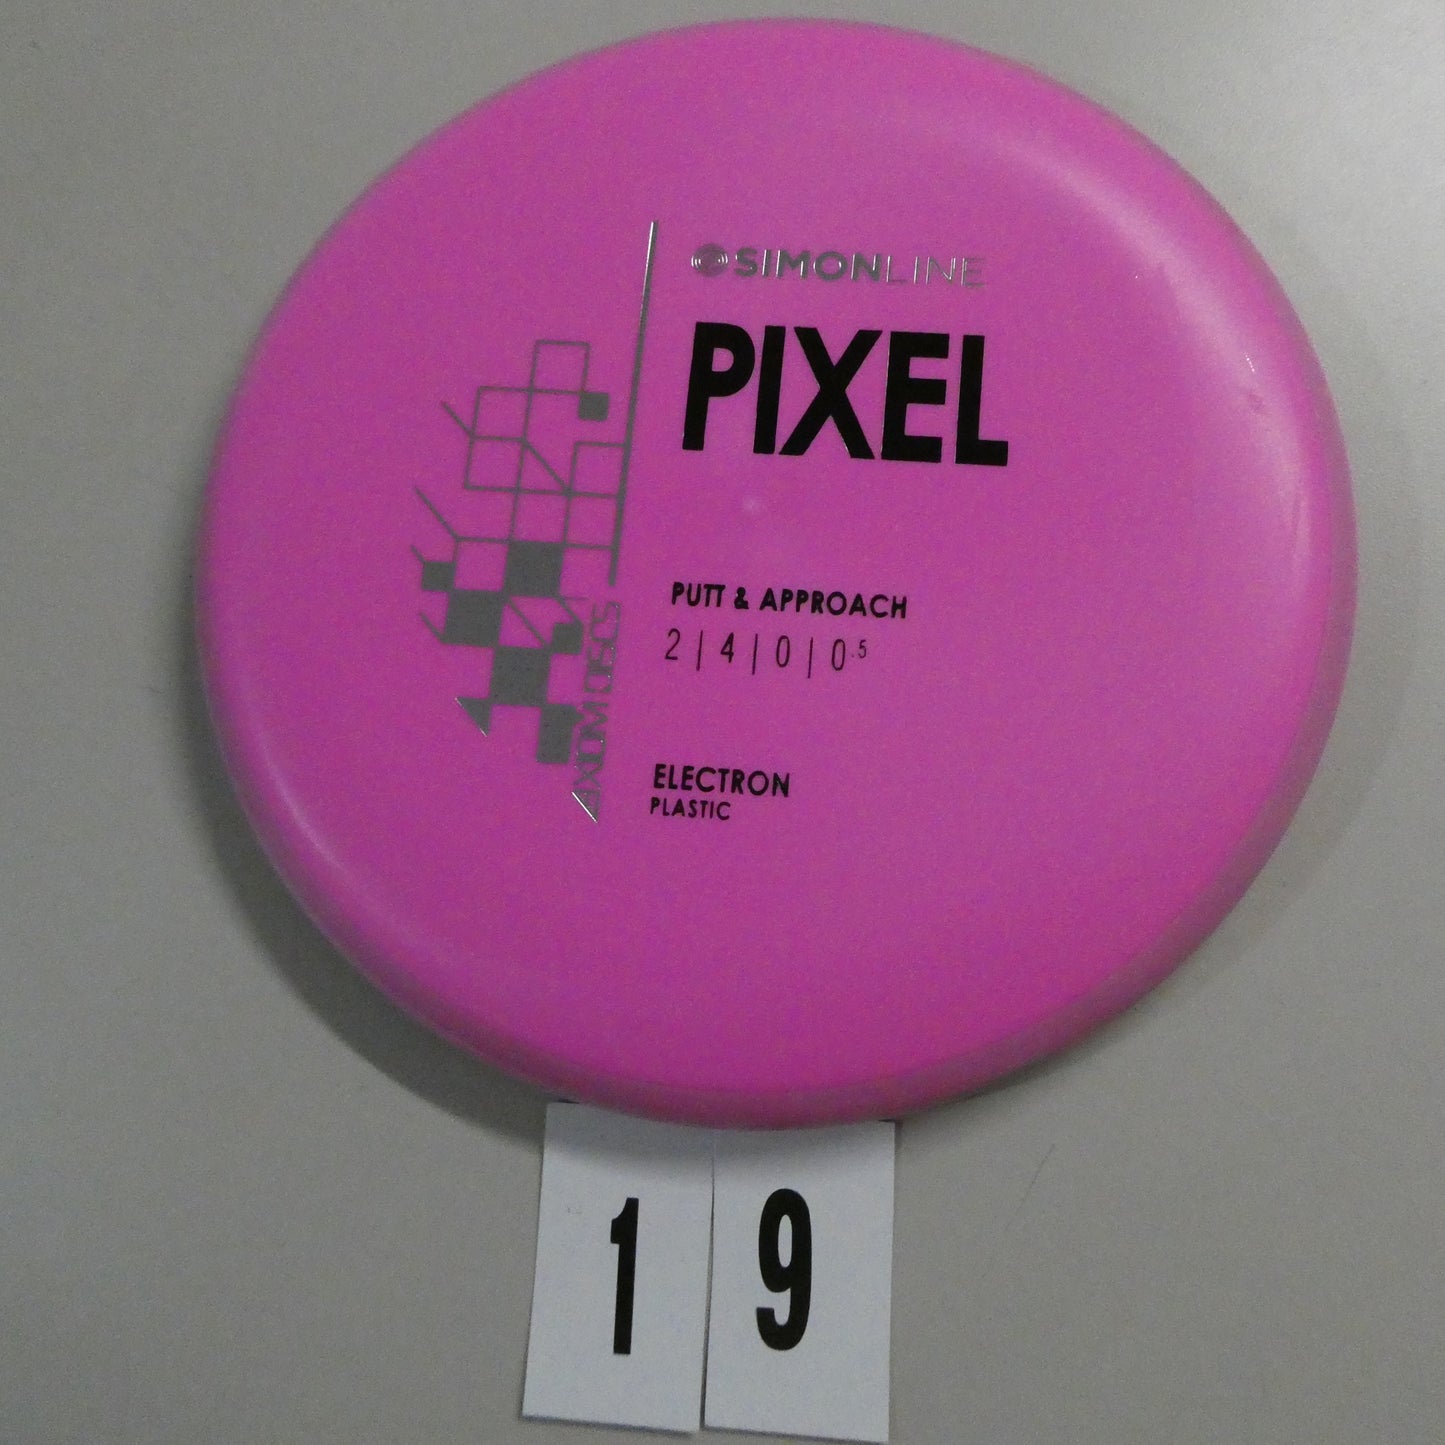 SIMONLINE
PIXEL
PUTT & APPROACH
2 | 4 | 0 | 0.5
AXIOM DISCS
ELECTRON
PLASTIC
1 9